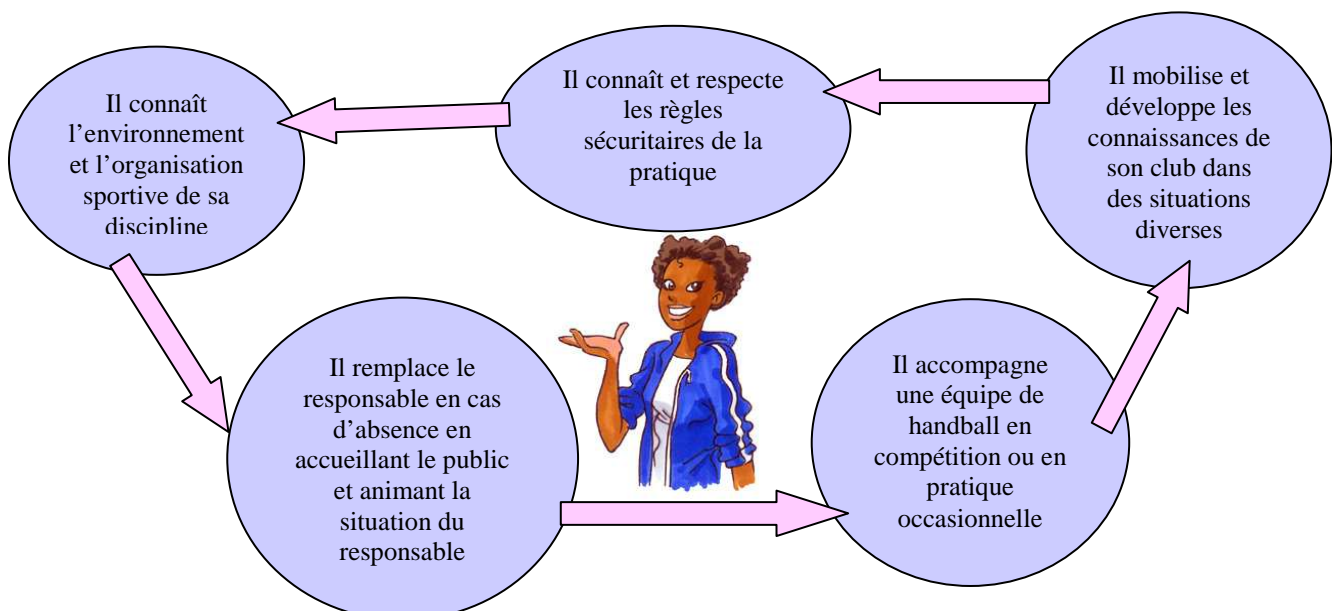 Il connaît
l’environnement
et l’organisation
sportive de sa
discipline
Il connaît et respecte
les règles
sécuritaires de la
pratique
Il mobilise et
développe les
connaissances de
son club dans
des situations
diverses
Il remplace le
responsable en cas
d’absence en
accueillant le public
et animant la
situation du
responsable
Il accompagne
une équipe de
handball en
compétition ou en
pratique
occasionnelle